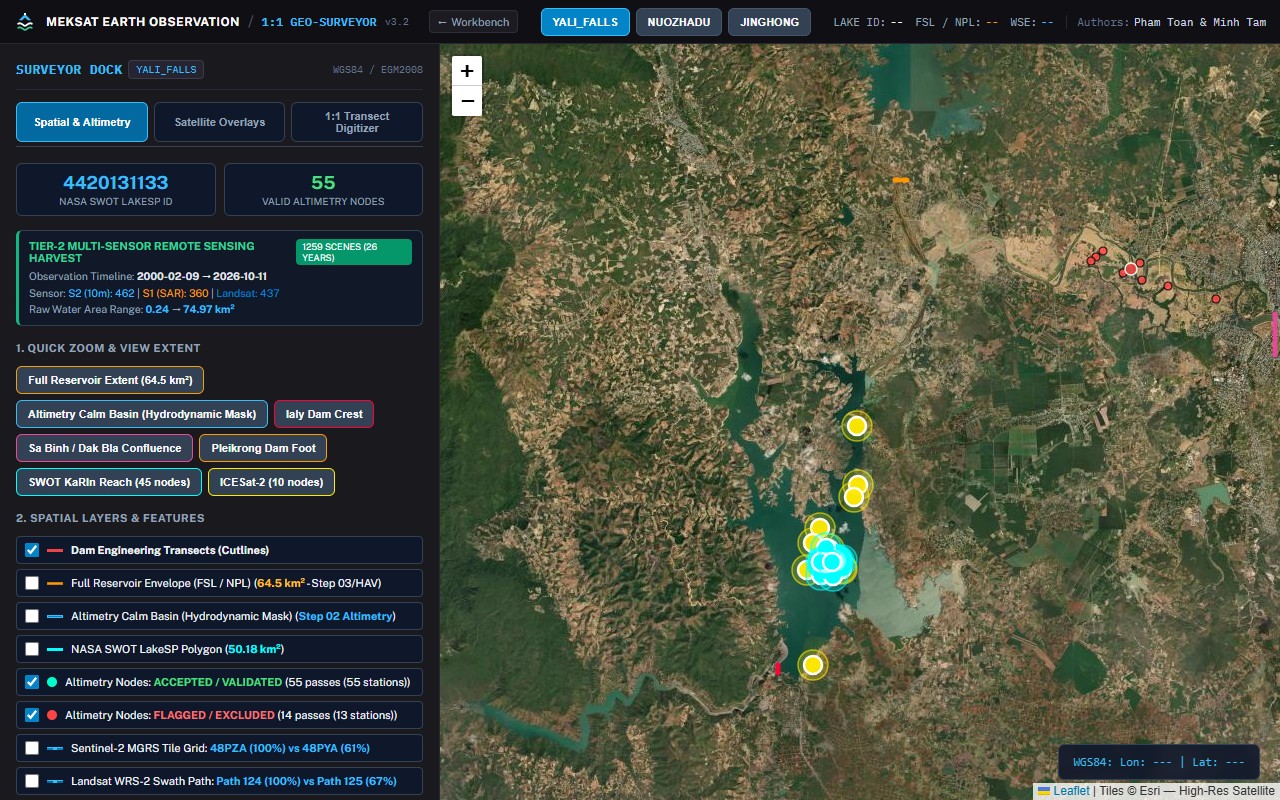 MEKSAT EARTH OBSERVATION / 1:1 GEO-SURVEYOR v3.2 ← Workbench YALI_FALLS NUOZHADU JINGHONG LAKE ID: -- FSL / NPL: -- WSE: -- Authors: Pham Toan & Minh Tam
SURVEYOR DOCK YALI_FALLS WGS84 / EGM2008
Spatial & Altimetry Satellite Overlays 1:1 Transect
Digitizer
4420131133 55
NASA SWOT LAKESP ID VALID ALTIMETRY NODES
TIER-2 MULTI-SENSOR REMOTE SENSING 1259 SCENES (26
HARVEST YEARS)
Observation Timeline: 2000-02-09 → 2026-10-11
Sensor: S2 (10m): 462 | S1 (SAR): 360 | Landsat: 437
Raw Water Area Range: 0.24 → 74.97 km²
1. QUICK ZOOM & VIEW EXTENT
Full Reservoir Extent (64.5 km²)
Altimetry Calm Basin (Hydrodynamic Mask) Ialy Dam Crest
Sa Binh / Dak Bla Confluence Pleikrong Dam Foot
SWOT KaRIn Reach (45 nodes) ICESat-2 (10 nodes)
2. SPATIAL LAYERS & FEATURES
Dam Engineering Transects (Cutlines)
Full Reservoir Envelope (FSL / NPL) (64.5 km² - Step 03/HAV)
Altimetry Calm Basin (Hydrodynamic Mask) (Step 02 Altimetry)
NASA SWOT LakeSP Polygon (50.18 km²)
Altimetry Nodes: ACCEPTED / VALIDATED (55 passes (55 stations))
Altimetry Nodes: FLAGGED / EXCLUDED (14 passes (13 stations))
Sentinel-2 MGRS Tile Grid: 48PZA (100%) vs 48PYA (61%)
Landsat WRS-2 Swath Path: Path 124 (100%) vs Path 125 (67%)
+
−
WGS84: Lon: --- | Lat: ---
Leaflet | Tiles © Esri — High-Res Satellite